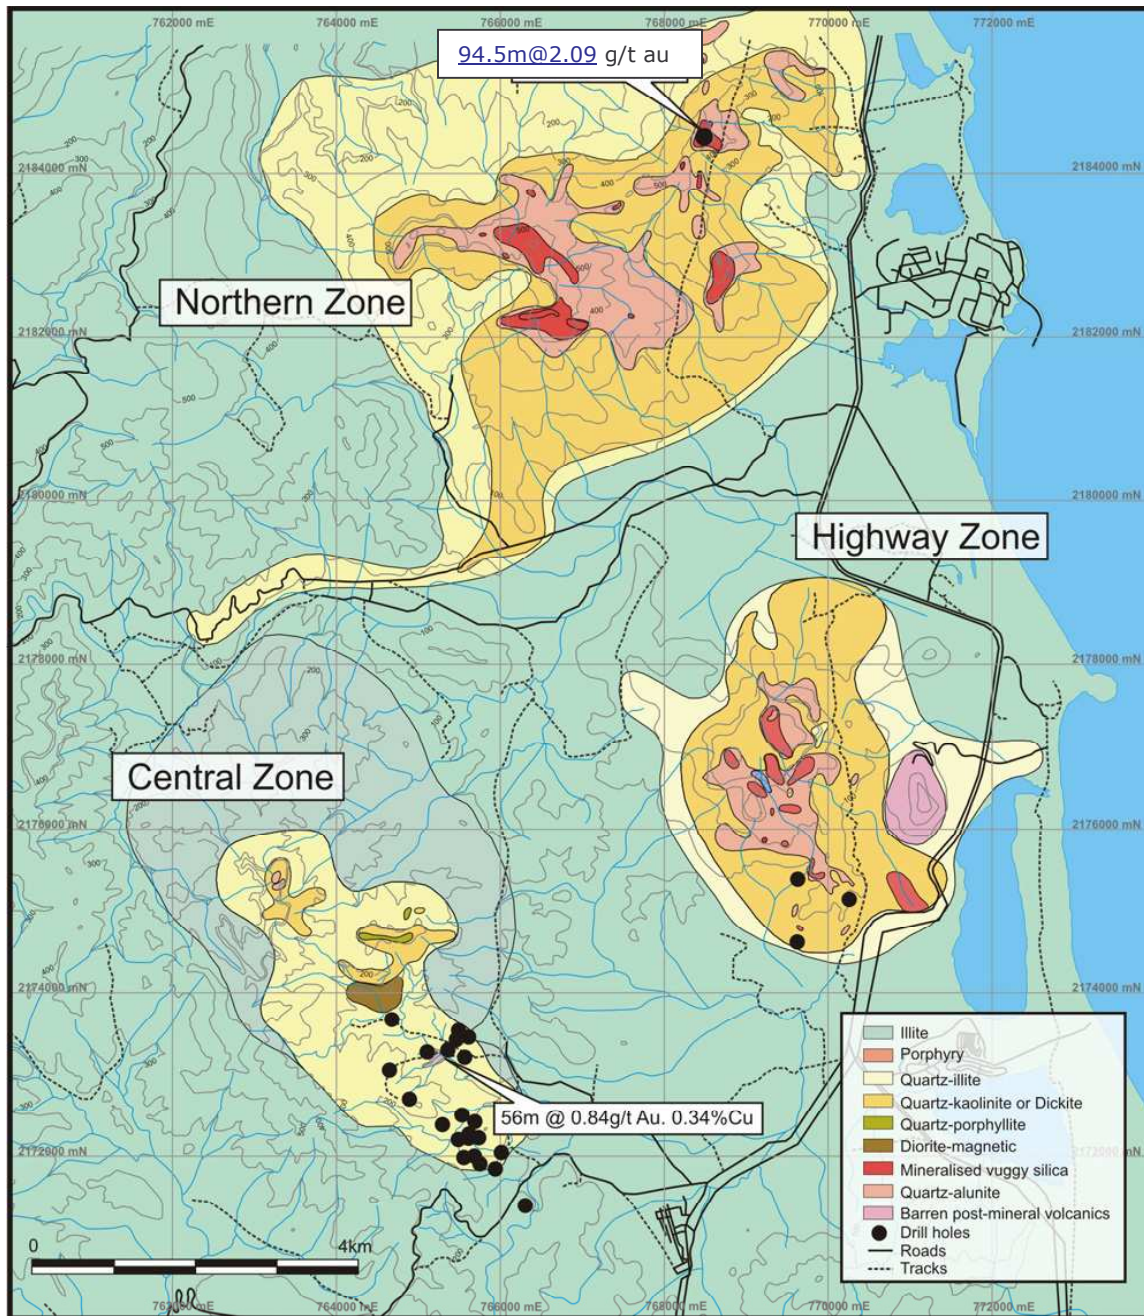 762000 mE 764000 mE 766000 mE 768000 mE 770000 mE 772000 mE
94.5m@2.09 g/t au
2184000 mN 2184000 mN
Northern Zone
2182000 mN 2182000 mN
2180000 mN 2180000 mN
Highway Zone
2178000 mN 2178000 mN
Central Zone
2176000 mN 2176000 mN
2174000 mN 2174000 mN
Illite
Porphyry
Quartz-illite
Quartz-kaolinite or Dickite
Quartz-porphyllite
Diorite-magnetic
Mineralised vuggy silica
Quartz-alunite
Barren post-mineral volcanics
Drill holes
Roads
Tracks
56m @ 0.84g/t Au. 0.34%Cu
2172000 mN 2172000 mN
0 4km
762000 mE 764000 mE 766000 mE 768000 mE 770000 mE 772000 mE